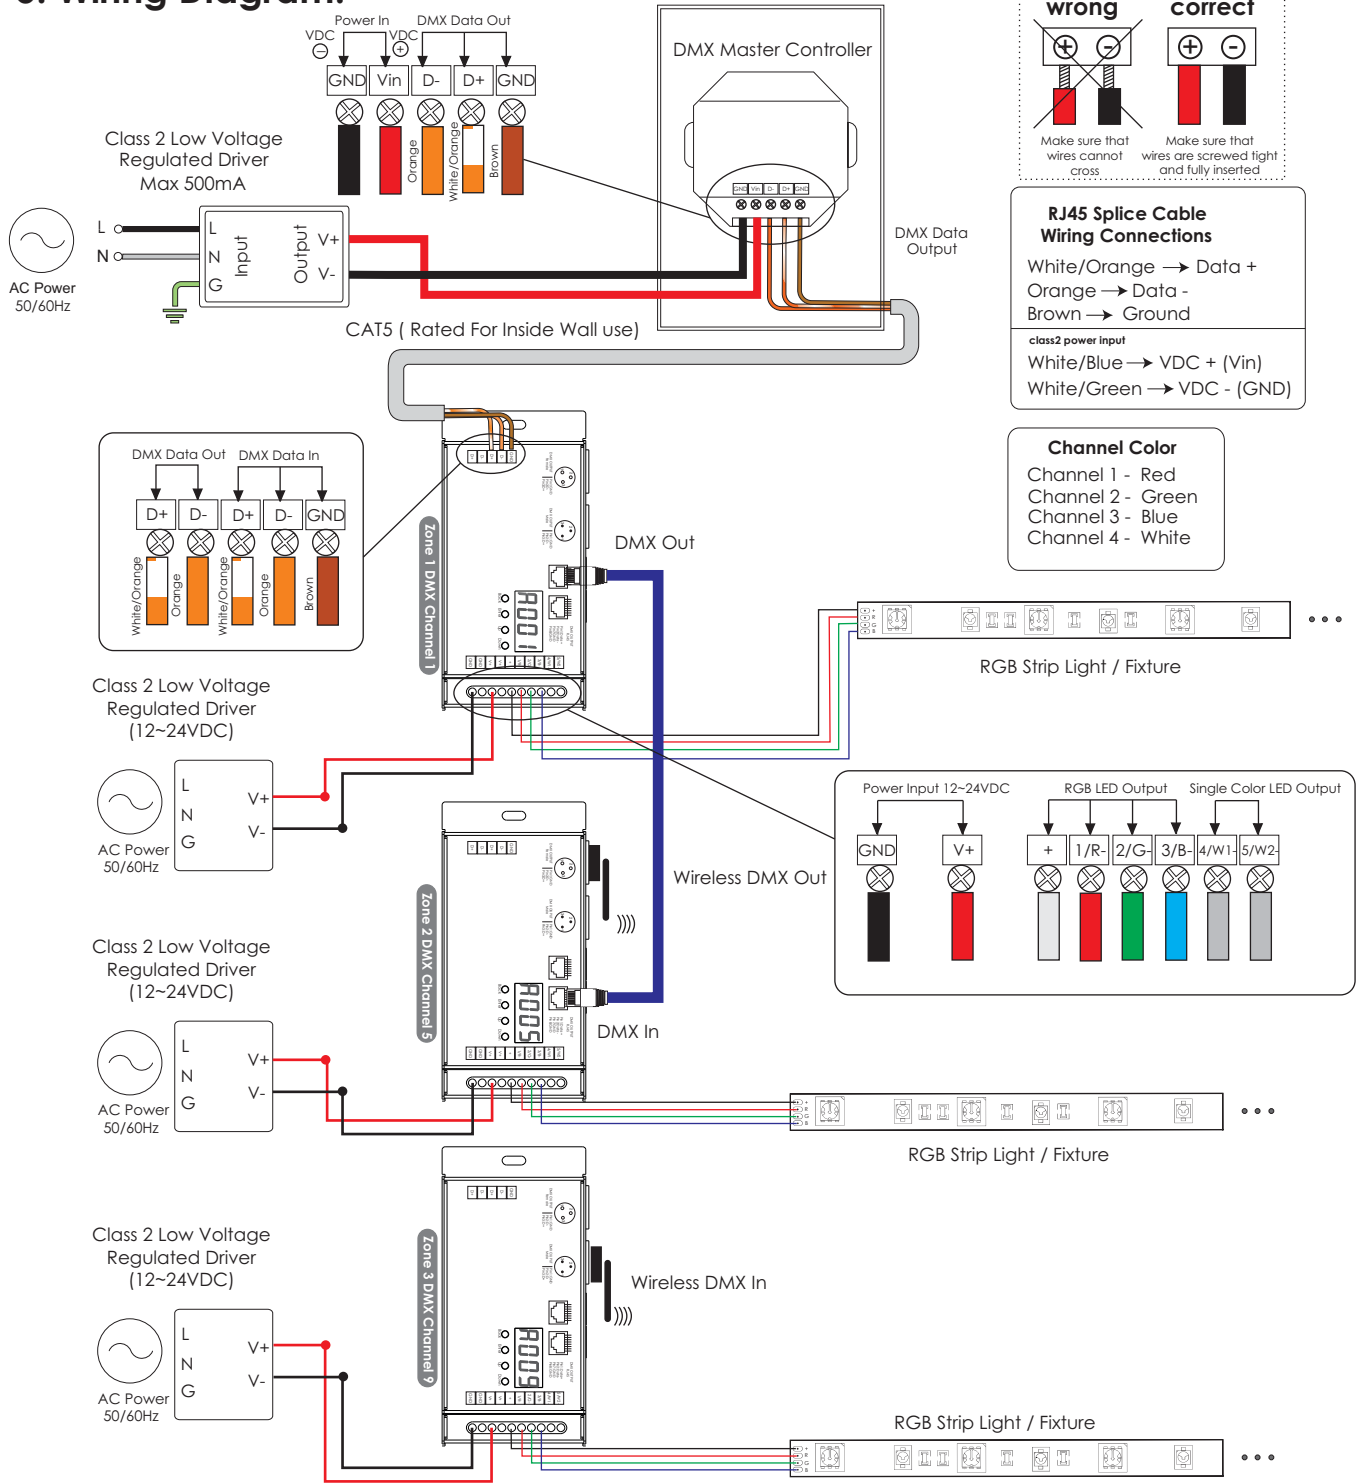 Wiring Diagram:
wrong
correct
Make sure that
wires cannot
cross
Make sure that
wires are screwed tight
and fully inserted
Power In
DMX Data Out
VDC
VDC
GND
Vin
D-
D+
GND
Orange
White/Orange
Brown
Class 2 Low Voltage
Regulated Driver
Max 500mA
DMX Master Controller
GND
Vin
D-
D+
GND
L
N
AC Power
50/60Hz
L
N
G
Input
Output
V+
V-
DMX Data
Output
CAT5 ( Rated For Inside Wall use)
RJ45 Splice Cable
Wiring Connections
White/Orange → Data +
Orange → Data -
Brown → Ground
class2 power input
White/Blue → VDC + (Vin)
White/Green → VDC - (GND)
Channel Color
Channel 1 - Red
Channel 2 - Green
Channel 3 - Blue
Channel 4 - White
DMX Data Out
DMX Data In
D+
D-
D+
D-
GND
White/Orange
Orange
White/Orange
Orange
Brown
Zone 1 DMX Channel 1
A001
DMX Out
+
R
G
B
RGB Strip Light / Fixture
Class 2 Low Voltage
Regulated Driver
(12~24VDC)
AC Power
50/60Hz
L
N
G
V+
V-
Power Input 12~24VDC
RGB LED Output
Single Color LED Output
GND
V+
+
1/R-
2/G-
3/B-
4/W1-
5/W2-
Wireless DMX Out
Zone 2 DMX Channel 5
A005
DMX In
Class 2 Low Voltage
Regulated Driver
(12~24VDC)
AC Power
50/60Hz
L
N
G
V+
V-
+
R
G
B
RGB Strip Light / Fixture
Zone 3 DMX Channel 9
A009
Wireless DMX In
Class 2 Low Voltage
Regulated Driver
(12~24VDC)
AC Power
50/60Hz
L
N
G
V+
V-
RGB Strip Light / Fixture
+
R
G
B